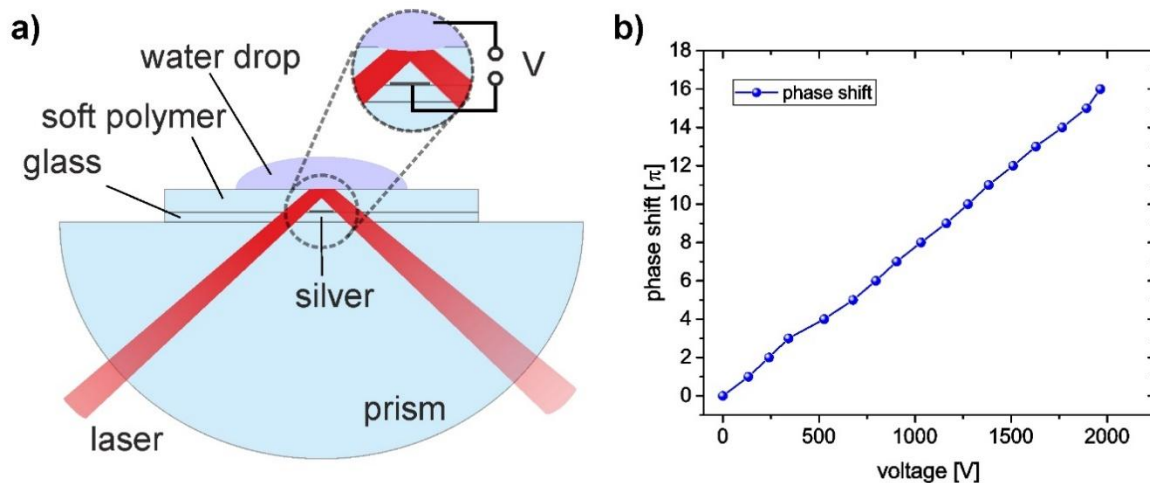 a)
water drop
soft polymer
glass
silver
prism
laser
V
b)
18
16
14
12
10
8
6
4
2
0
phase shift [π]
phase shift
0
500
1000
1500
2000
voltage [V]